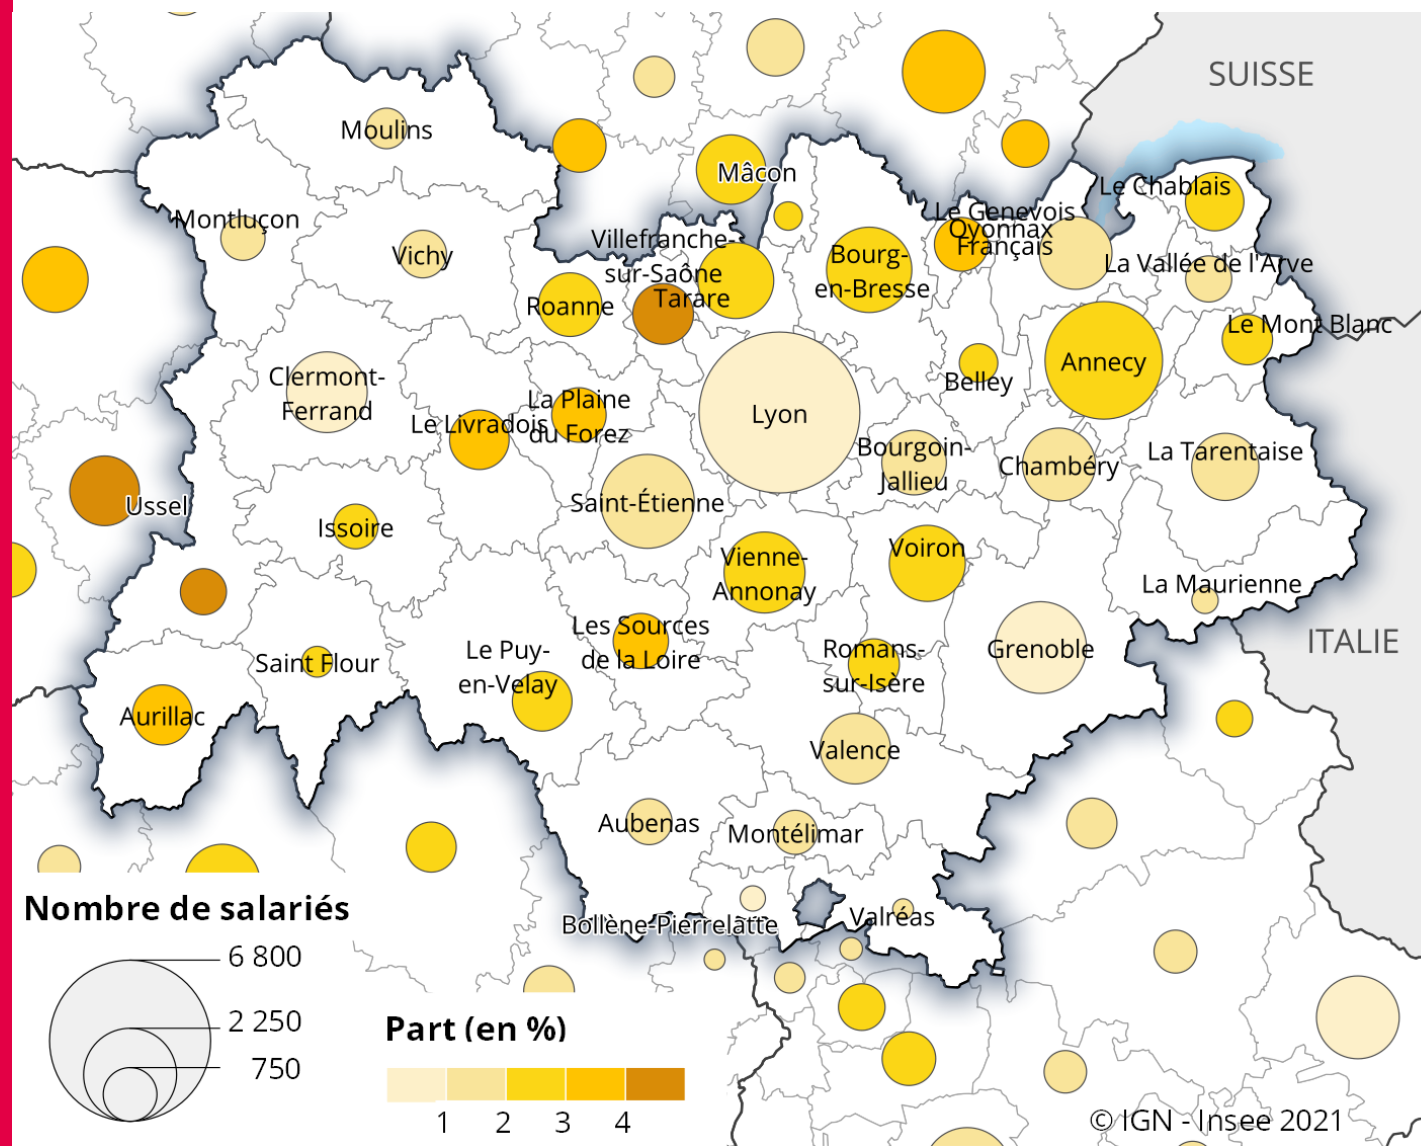 SUISSE
Moulins
Mâcon
Le Chablais
Montluçon
Le Genevois
Français
Oyonnax
Villefranche-
sur-Saône
Vichy
Bourg-
en-Bresse
La Vallée de l'Arve
Roanne
Tarare
Le Mont Blanc
Annecy
Belley
Clermont-
Ferrand
La Plaine
du Forez
Le Livradois
Lyon
Bourgoin-
Jallieu
Chambéry
La Tarentaise
Saint-Étienne
Ussel
Issoire
Voiron
Vienne-
Annonay
La Maurienne
Les Sources
de la Loire
ITALIE
Le Puy-
en-Velay
Saint Flour
Romans-
sur-Isère
Grenoble
Aurillac
Valence
Aubenas
Montélimar
Bollène-Pierrelatte
Valréas
Nombre de salariés
6 800
2 250
750
Part (en %)
1 2 3 4
© IGN - Insee 2021